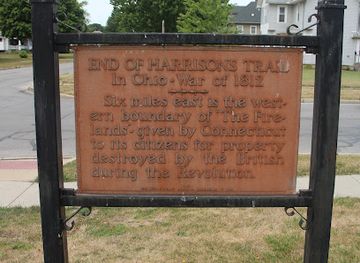 END OF HARRISONS TRAIL
In Ohio-War of 1812
Six miles east is the west-
ern boundary of "The Fire-
lands"-given by Connecticut
to its citizens for property
destroyed by the British
during the Revolution.